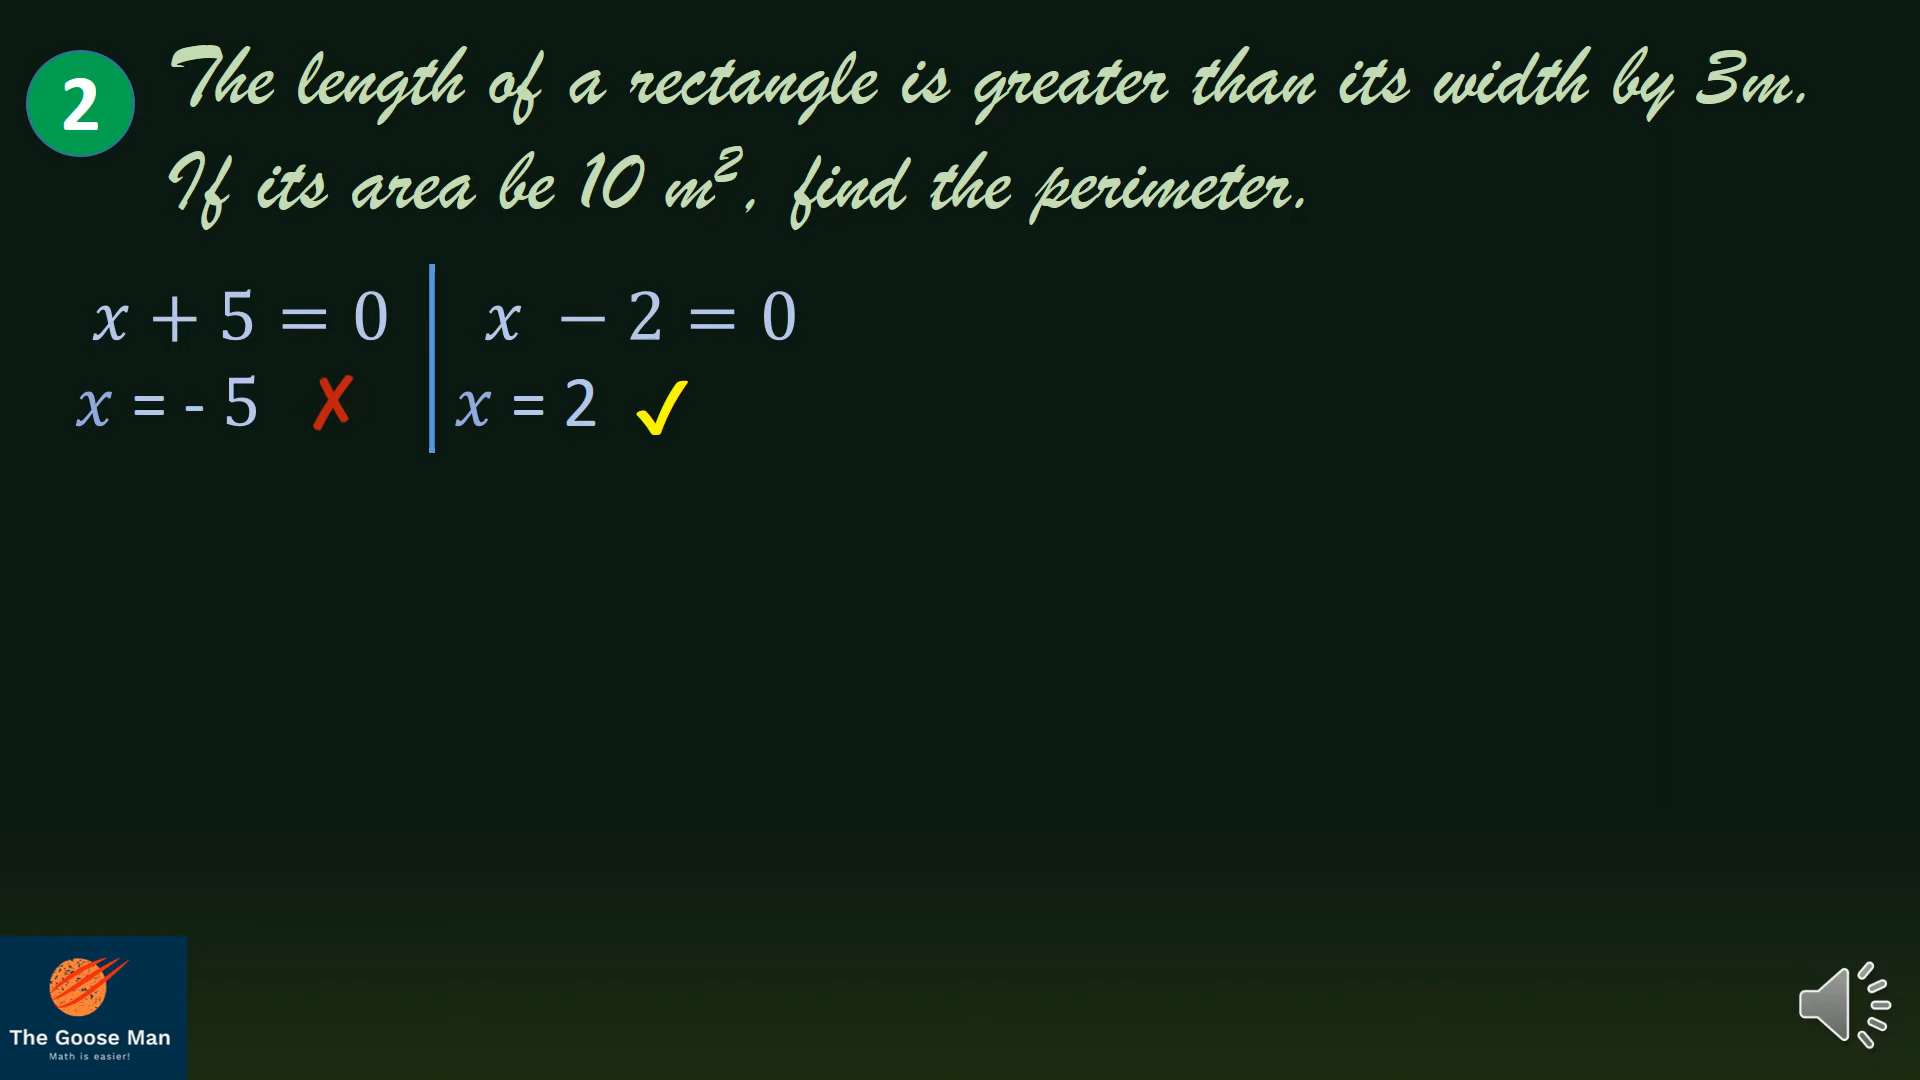 2
The length of a rectangle is greater than its width by 3m.
If its area be 10 m², find the perimeter.
x + 5 = 0
x = - 5 ✗
x − 2 = 0
x = 2 ✓
The Goose Man
Math is easier!